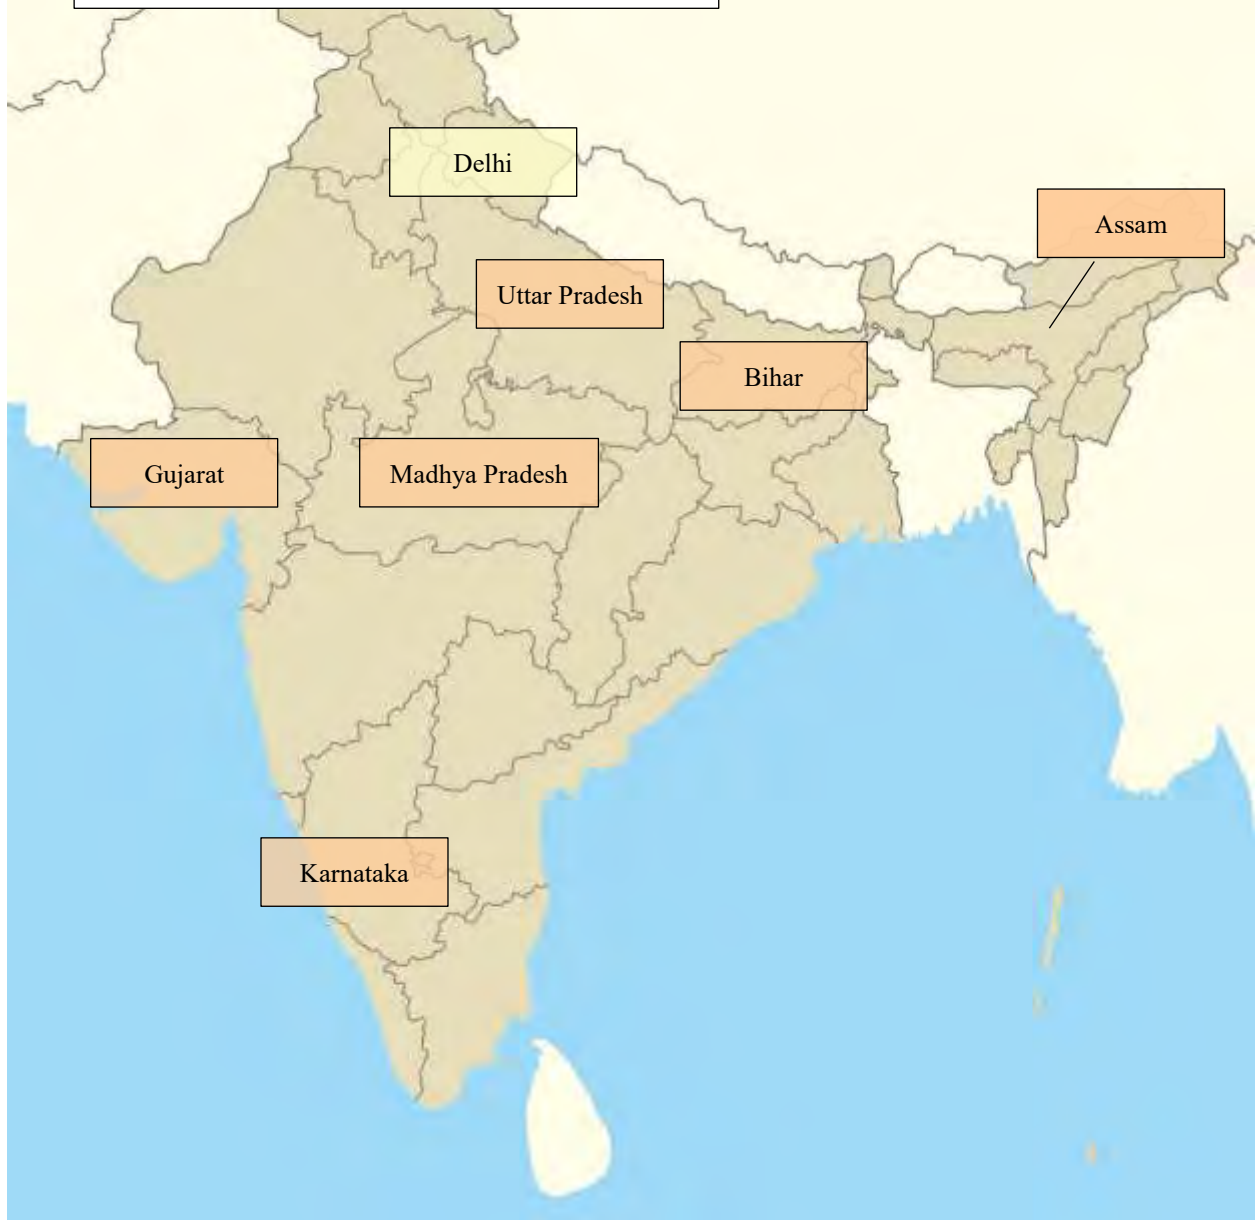 Delhi
Assam
Uttar Pradesh
Bihar
Gujarat
Madhya Pradesh
Karnataka